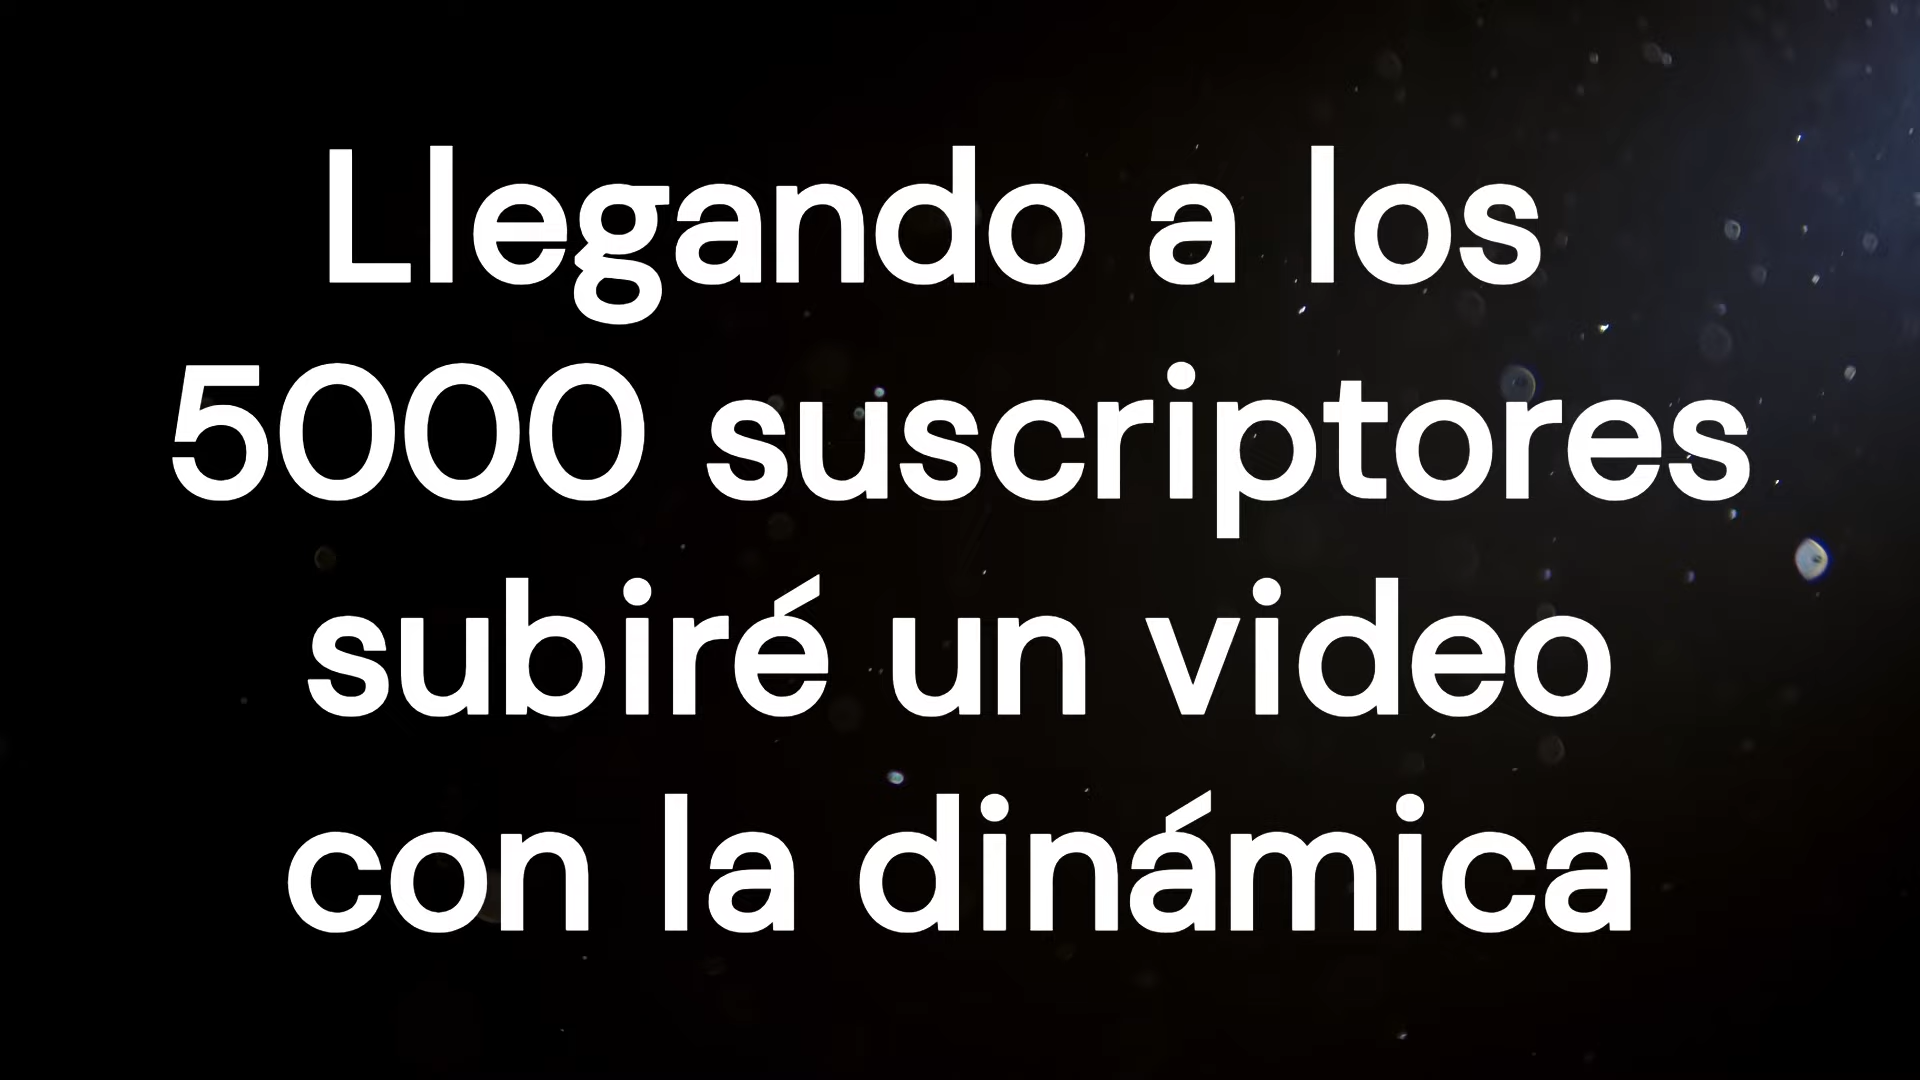 Llegando a los
5000 suscriptores
subiré un video
con la dinámica